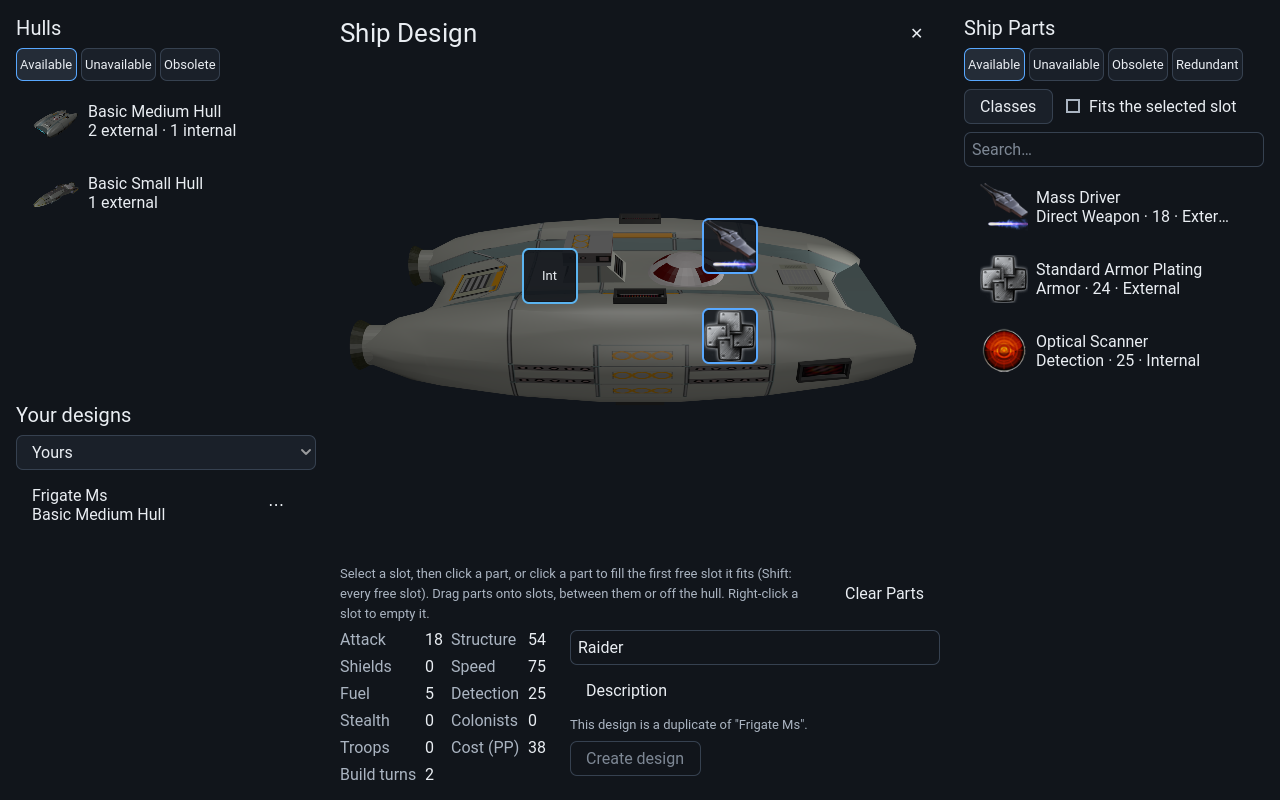 Hulls
Available
Unavailable
Obsolete
Basic Medium Hull
2 external · 1 internal
Basic Small Hull
1 external
Your designs
Yours
Frigate Ms
Basic Medium Hull
...
Ship Design
×
Int
Select a slot, then click a part, or click a part to fill the first free slot it fits (Shift:
every free slot). Drag parts onto slots, between them or off the hull. Right-click a
slot to empty it.
Clear Parts
Attack 18 Structure 54
Shields 0 Speed 75
Fuel 5 Detection 25
Stealth 0 Colonists 0
Troops 0 Cost (PP) 38
Build turns 2
Raider
Description
This design is a duplicate of "Frigate Ms".
Create design
Ship Parts
Available
Unavailable
Obsolete
Redundant
Classes
Fits the selected slot
Search…
Mass Driver
Direct Weapon · 18 · Exter…
Standard Armor Plating
Armor · 24 · External
Optical Scanner
Detection · 25 · Internal